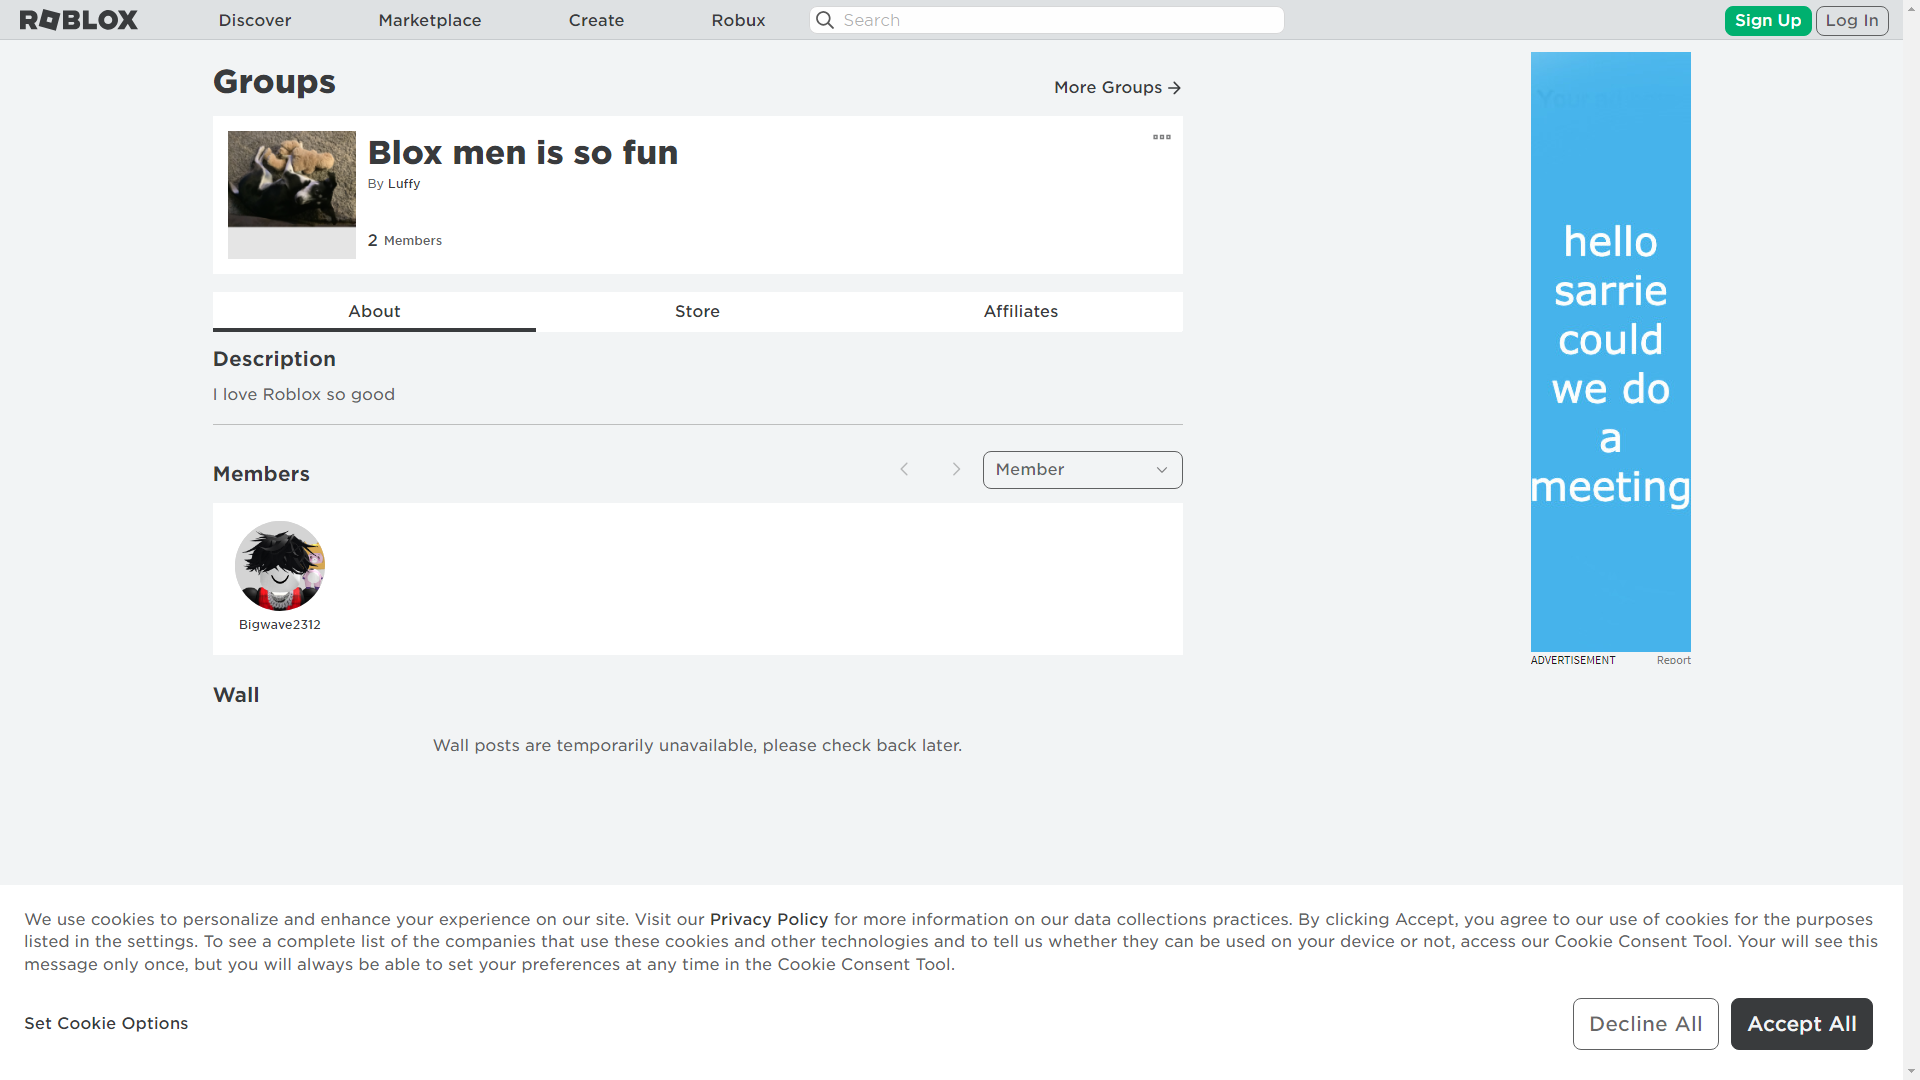 ROBLOX
Discover
Marketplace
Create
Robux
Search
Sign Up
Log In
Groups
More Groups
Blox men is so fun
By Luffy
2 Members
About
Store
Affiliates
Description
I love Roblox so good
Members
Member
Bigwave2312
Wall
Wall posts are temporarily unavailable, please check back later.
hello
sarrie
could
we do
a
meeting
ADVERTISEMENT
Report
We use cookies to personalize and enhance your experience on our site. Visit our Privacy Policy for more information on our data collections practices. By clicking Accept, you agree to our use of cookies for the purposes
listed in the settings. To see a complete list of the companies that use these cookies and other technologies and to tell us whether they can be used on your device or not, access our Cookie Consent Tool. Your will see this
message only once, but you will always be able to set your preferences at any time in the Cookie Consent Tool.
Set Cookie Options
Decline All
Accept All